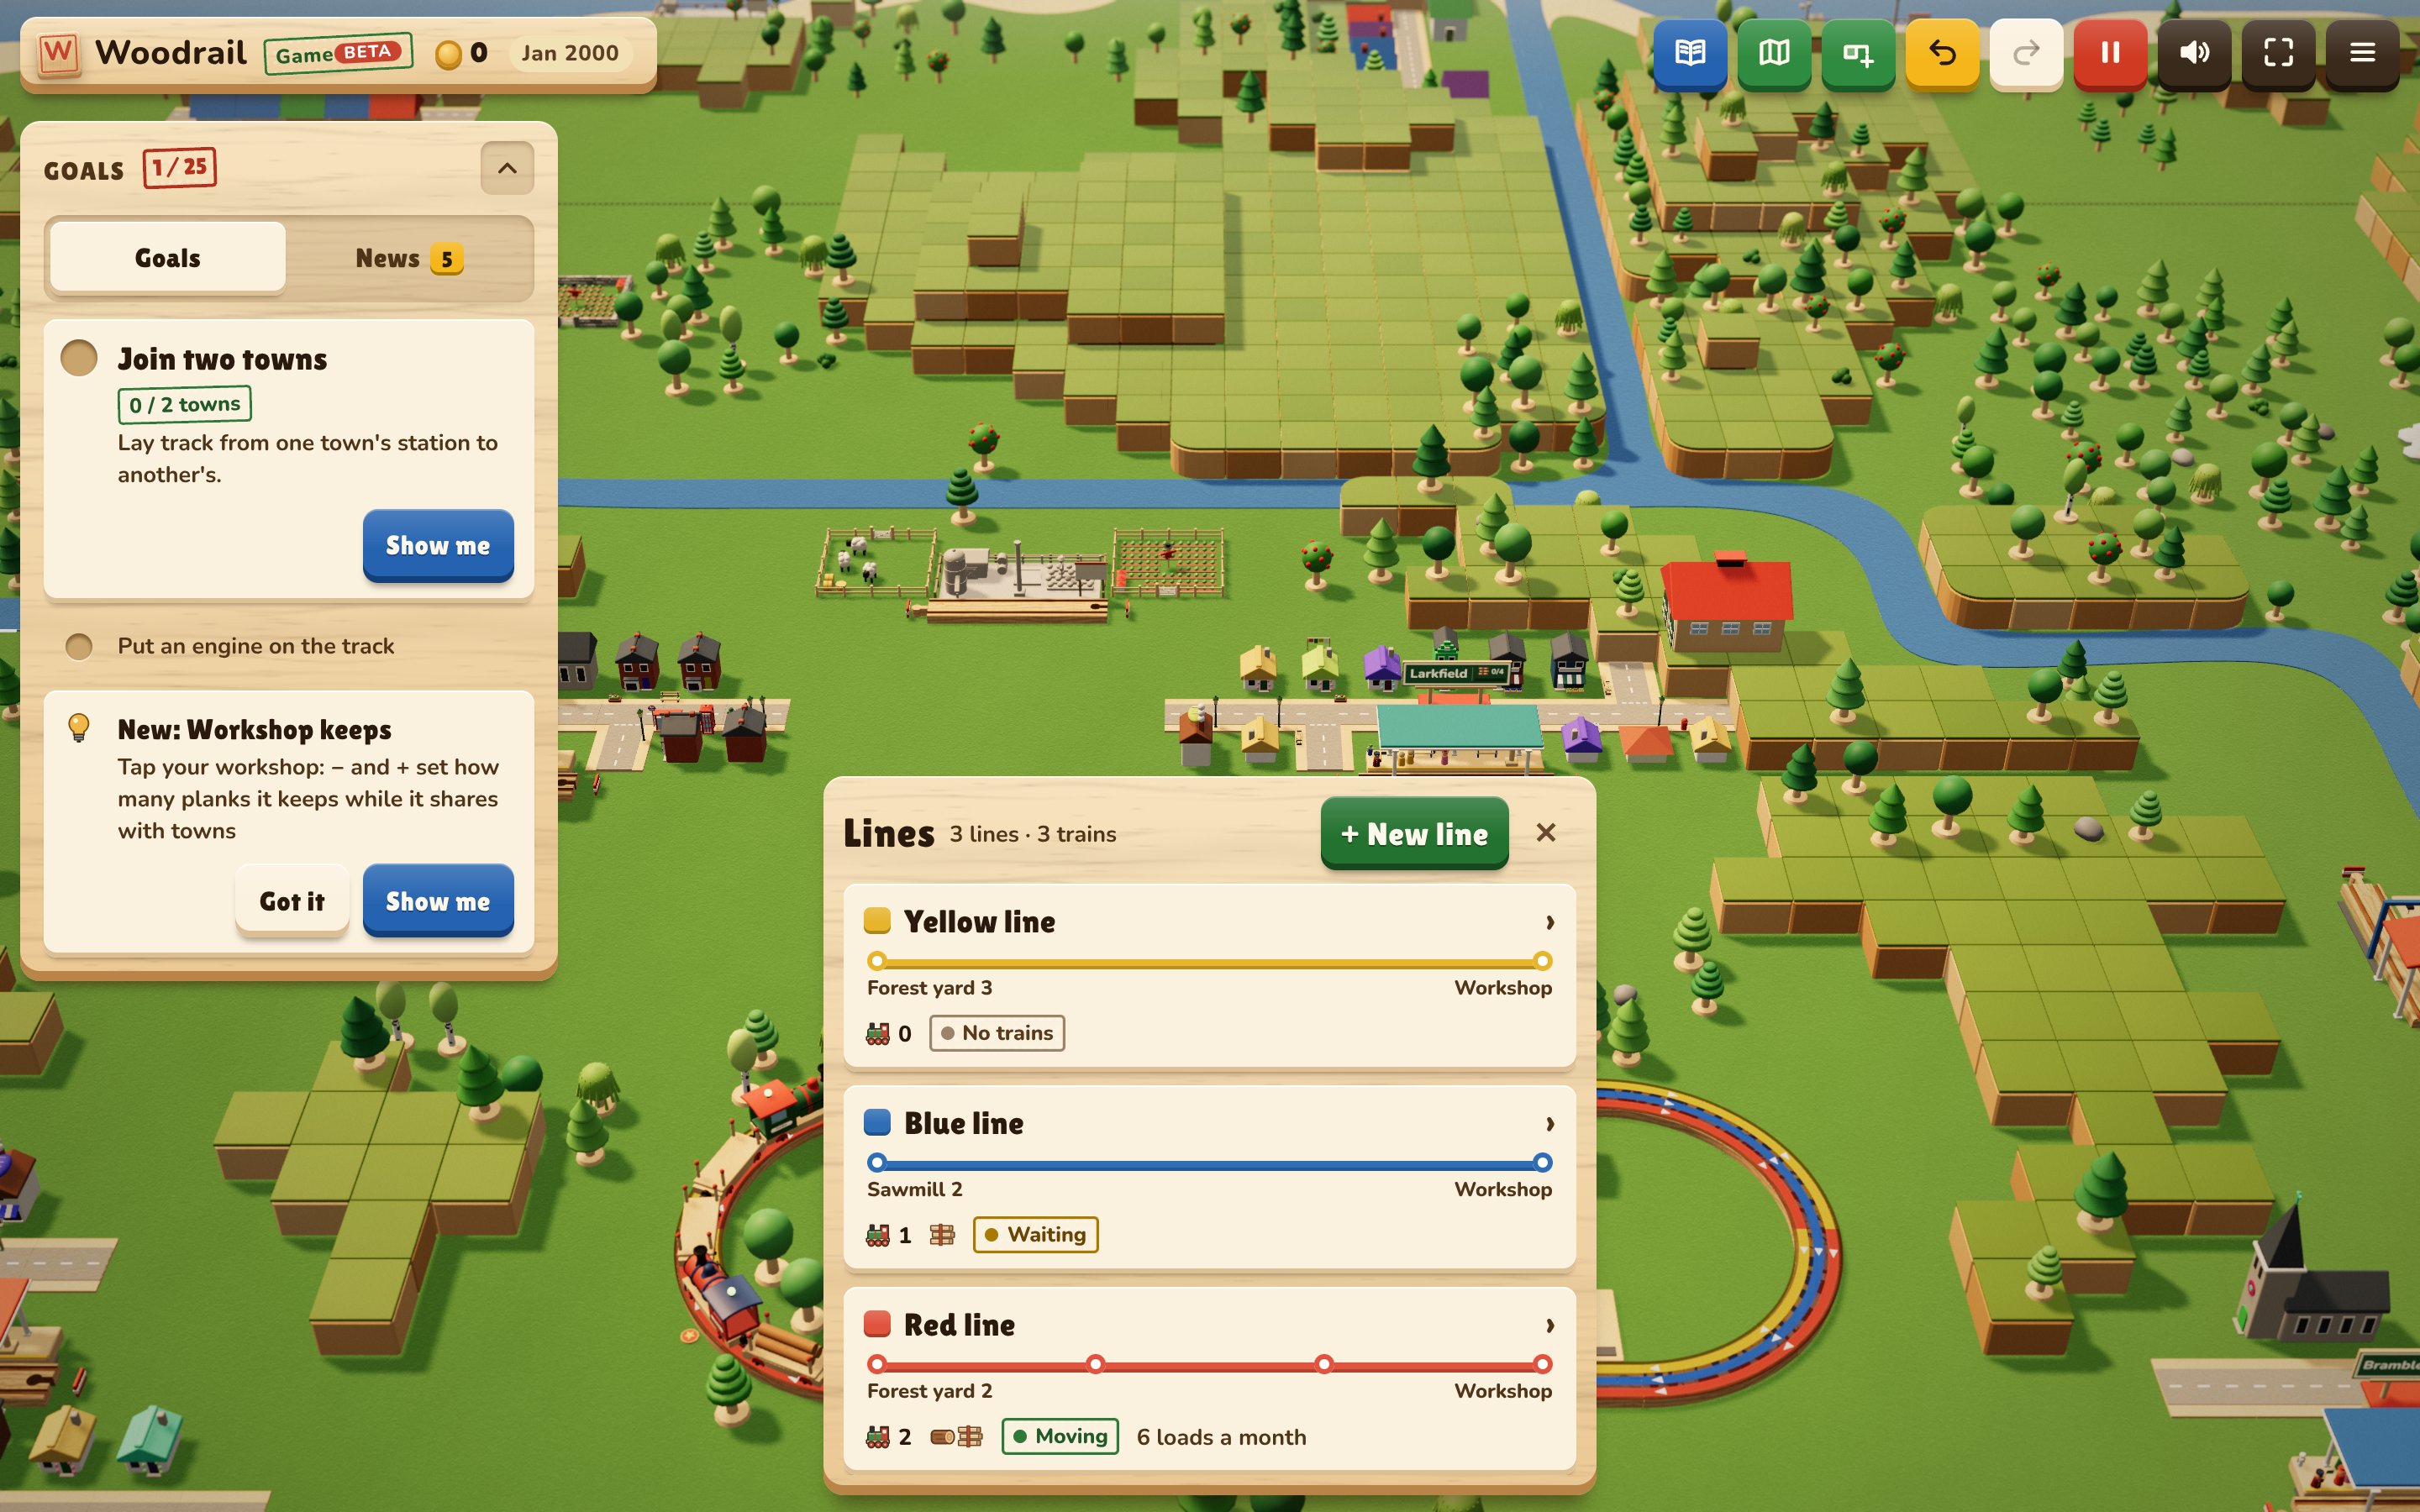 W Woodrail Game BETA 0 Jan 2000
GOALS 1 / 25
Goals News 5
Join two towns
0 / 2 towns
Lay track from one town's station to
another's.
Show me
Put an engine on the track
New: Workshop keeps
Tap your workshop: − and + set how
many planks it keeps while it shares
with towns
Got it Show me
Larkfield 0/4
Lines 3 lines · 3 trains + New line ×
Yellow line ›
Forest yard 3 Workshop
0 No trains
Blue line ›
Sawmill 2 Workshop
1 Waiting
Red line ›
Forest yard 2 Workshop
2 Moving 6 loads a month